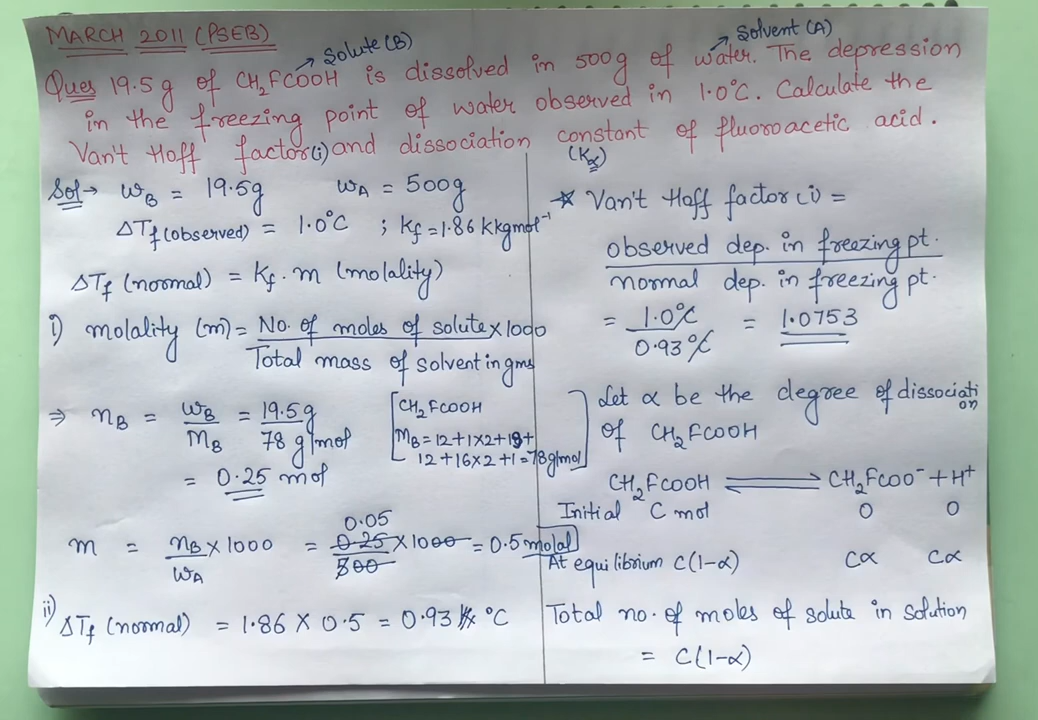 MARCH 2011 (PSEB)
→ Solute (B)
→ Solvent (A)
Ques 19.5g of CH₂FCOOH is dissolved in 500g of water. The depression
in the freezing point of water observed in 1.0°C. Calculate the
Van't Hoff factor(i) and dissociation constant of fluoroacetic acid.
(Kα)
Sol → WB = 19.5g WA = 500g
ΔTf (observed) = 1.0°C ; Kf = 1.86 K kg mol⁻¹
ΔTf (normal) = Kf . m (molality)
i) molality (m) = No. of moles of solute × 1000
Total mass of solvent in gms
⇒ nB = WB = 19.5g
MB 78 g/mol
= 0.25 mol
[CH₂FCOOH
MB = 12+1×2+19+
12+16×2+1=78g/mol]
0.05
m = nB × 1000 = 0.25 × 1000 = 0.5 molal
WA 500
ii) ΔTf (normal) = 1.86 × 0.5 = 0.93 °C
* Van't Hoff factor (i) =
observed dep. in freezing pt.
normal dep. in freezing pt.
= 1.0°C = 1.0753
0.93°C
Let α be the degree of dissociation
of CH₂FCOOH
CH₂FCOOH ⇌ CH₂FCOO⁻ + H⁺
Initial C mol 0 0
At equilibrium C(1-α) Cα Cα
Total no. of moles of solute in solution
= C(1-α)